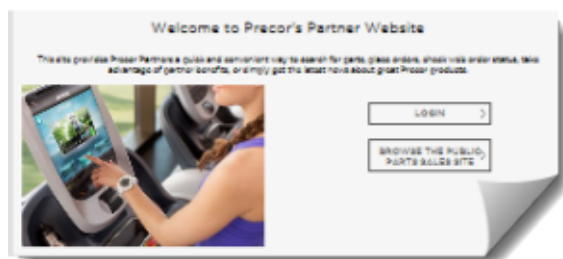 Welcome to Precor's Partner Website
This site provides Precor Partners a quick and convenient way to search for parts, place orders, check web order status, take
advantage of partner benefits, or simply get the latest news about great Precor products.
LOGIN
BROWSE THE PUBLIC
PARTS SALES SITE